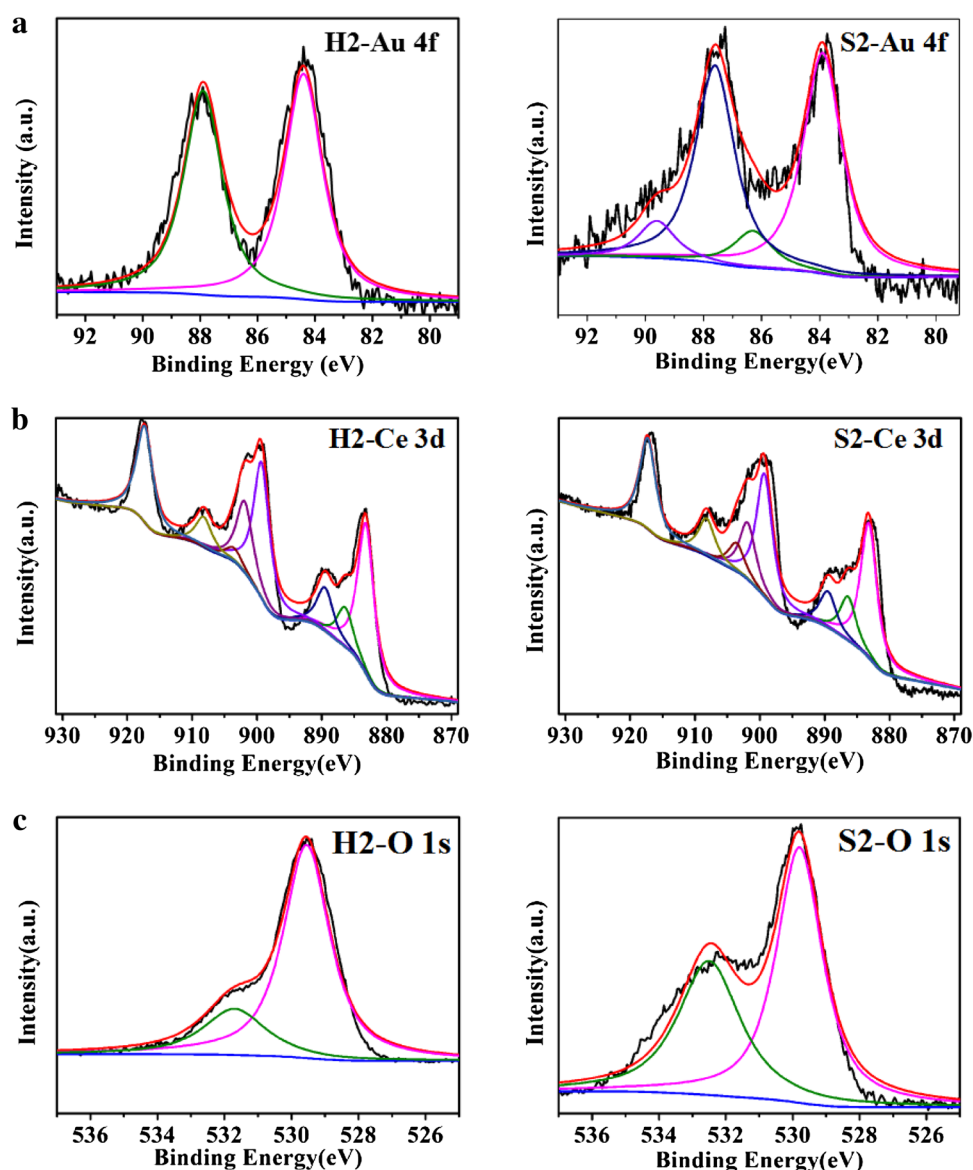 a
H2-Au 4f
Intensity (a.u.)
92 90 88 86 84 82 80
Binding Energy (eV)
S2-Au 4f
Intensity(a.u.)
92 90 88 86 84 82 80
Binding Energy(eV)
b
H2-Ce 3d
Intensity(a.u.)
930 920 910 900 890 880 870
Binding Energy(eV)
S2-Ce 3d
Intensity(a.u.)
930 920 910 900 890 880 870
Binding Energy(eV)
c
H2-O 1s
Intensity(a.u.)
536 534 532 530 528 526
Binding Energy(eV)
S2-O 1s
Intensity(a.u.)
536 534 532 530 528 526
Binding Energy(eV)